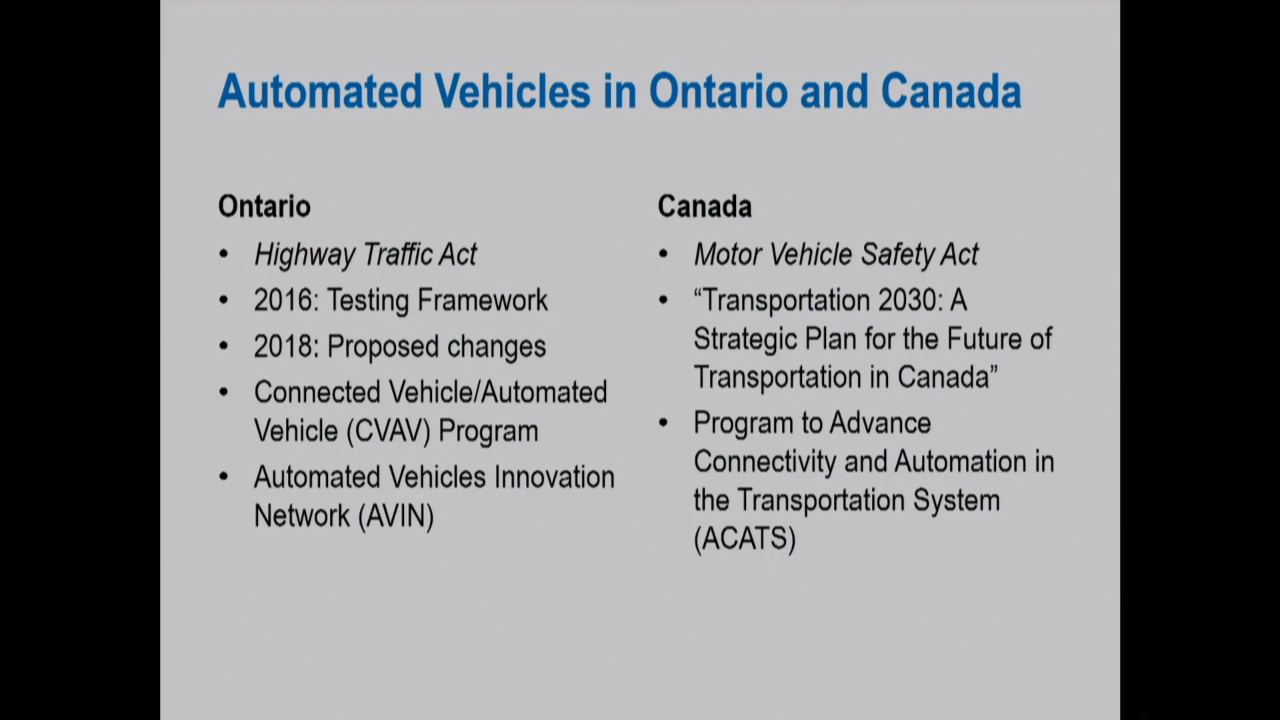 Automated Vehicles in Ontario and Canada
Ontario
• Highway Traffic Act
• 2016: Testing Framework
• 2018: Proposed changes
• Connected Vehicle/Automated
Vehicle (CVAV) Program
• Automated Vehicles Innovation
Network (AVIN)
Canada
• Motor Vehicle Safety Act
• “Transportation 2030: A
Strategic Plan for the Future of
Transportation in Canada”
• Program to Advance
Connectivity and Automation in
the Transportation System
(ACATS)